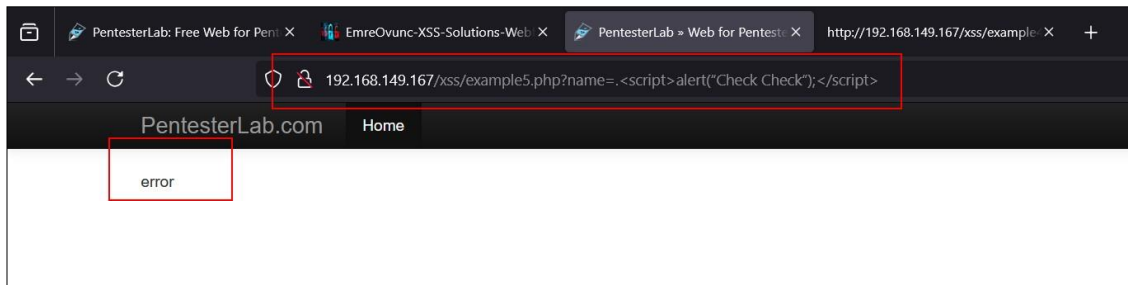 PentesterLab: Free Web for Pent
EmreOvunc-XSS-Solutions-Web
PentesterLab » Web for Penteste
http://192.168.149.167/xss/example
192.168.149.167/xss/example5.php?name=.<script>alert("Check Check");</script>
PentesterLab.com
Home
error